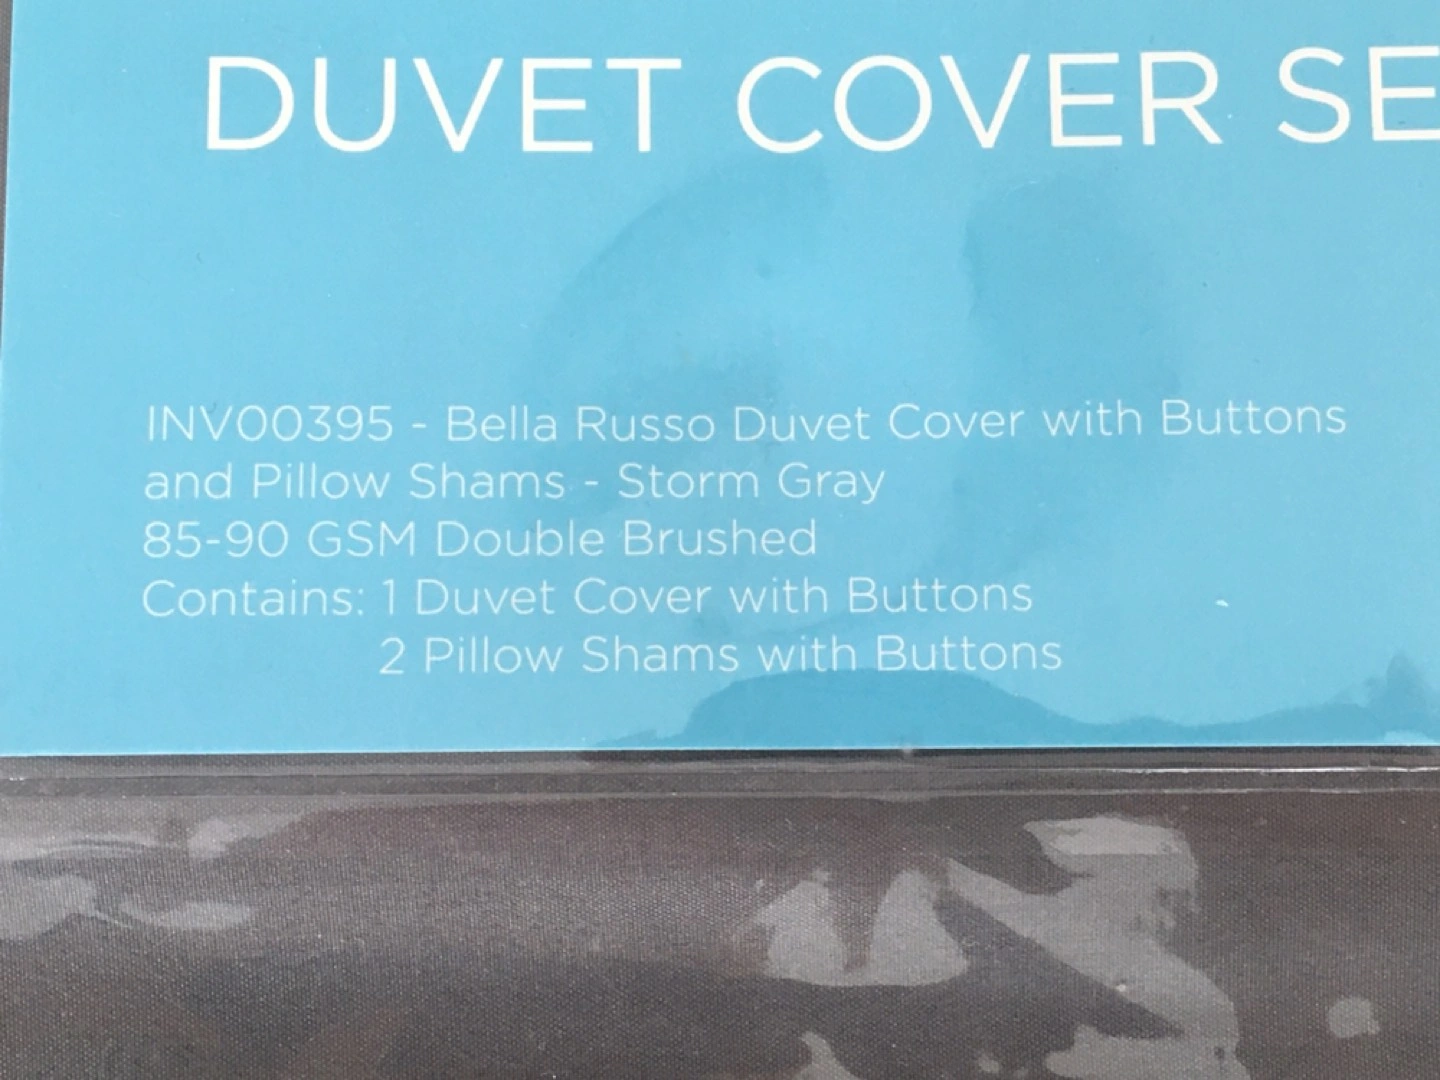 DUVET COVER SE
INV00395 - Bella Russo Duvet Cover with Buttons
and Pillow Shams - Storm Gray
85-90 GSM Double Brushed
Contains: 1 Duvet Cover with Buttons
2 Pillow Shams with Buttons